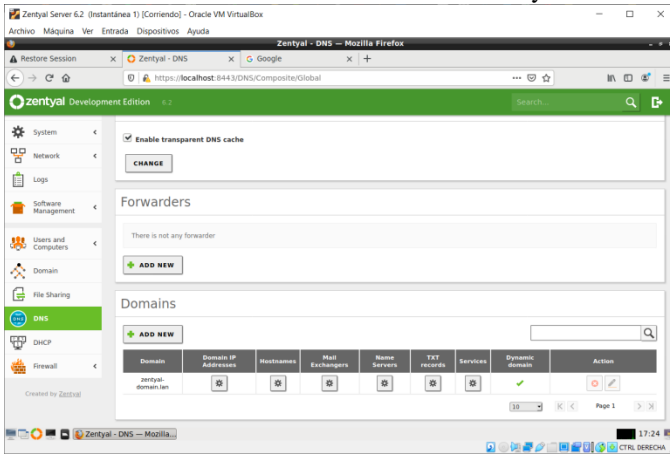 Zentyal Server 6.2 (Instantánea 1) [Corriendo] - Oracle VM VirtualBox
Archivo Máquina Ver Entrada Dispositivos Ayuda
Zentyal - DNS — Mozilla Firefox
Restore Session
Zentyal - DNS
Google
https://localhost:8443/DNS/Composite/Global
zentyal Development Edition 6.2
Search...
System
Network
Logs
Software Management
Users and Computers
Domain
File Sharing
DNS
DHCP
Firewall
Created by Zentyal
Enable transparent DNS cache
CHANGE
Forwarders
There is not any forwarder
ADD NEW
Domains
ADD NEW
Domain Domain IP Addresses Hostnames Mail Exchangers Name Servers TXT records Services Dynamic domain Action
zentyal-domain.lan
10 Page 1
Zentyal - DNS — Mozilla...
17:24
CTRL DERECHA